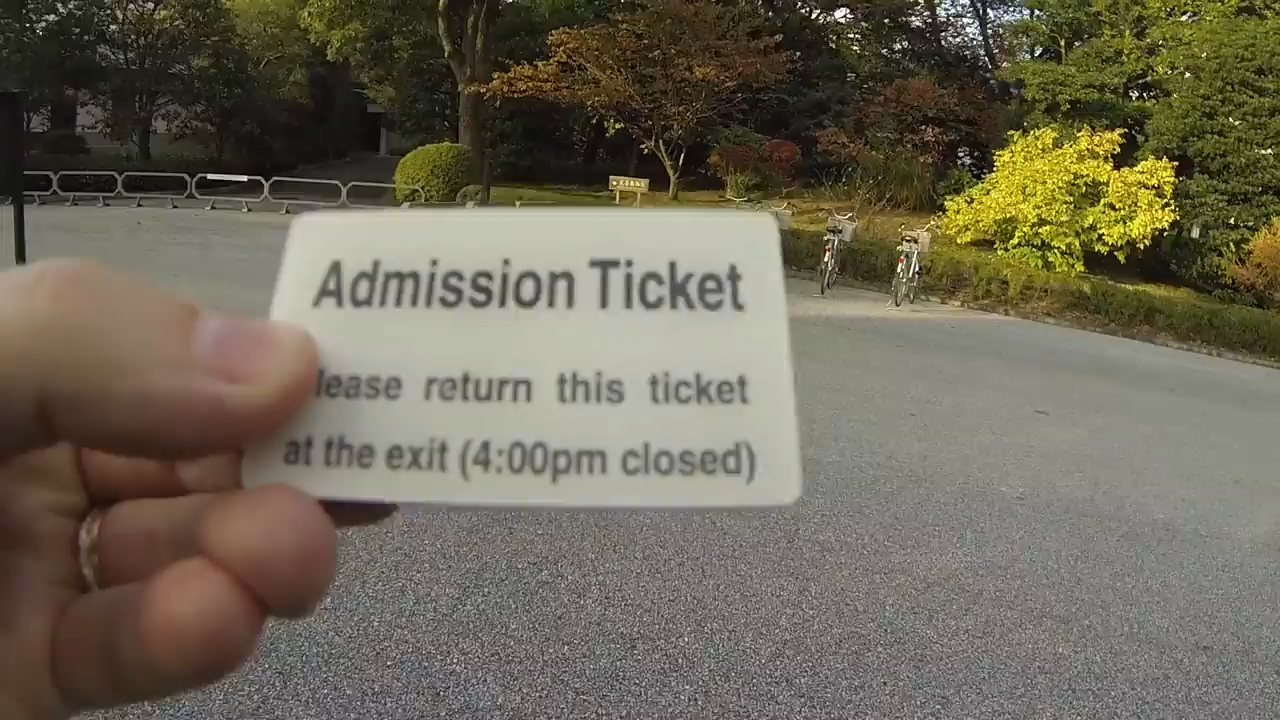 Admission Ticket
lease return this ticket
at the exit (4:00pm closed)